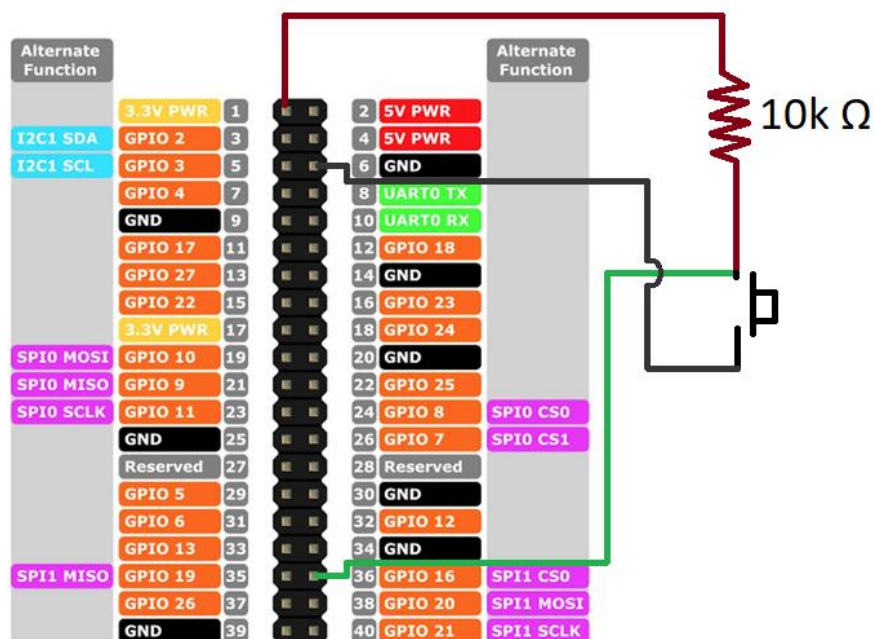 Alternate
Function
Alternate
Function
3.3V PWR 1 2 5V PWR
I2C1 SDA GPIO 2 3 4 5V PWR
I2C1 SCL GPIO 3 5 6 GND
GPIO 4 7 8 UART0 TX
GND 9 10 UART0 RX
GPIO 17 11 12 GPIO 18
GPIO 27 13 14 GND
GPIO 22 15 16 GPIO 23
3.3V PWR 17 18 GPIO 24
SPI0 MOSI GPIO 10 19 20 GND
SPI0 MISO GPIO 9 21 22 GPIO 25
SPI0 SCLK GPIO 11 23 24 GPIO 8 SPI0 CS0
GND 25 26 GPIO 7 SPI0 CS1
Reserved 27 28 Reserved
GPIO 5 29 30 GND
GPIO 6 31 32 GPIO 12
GPIO 13 33 34 GND
SPI1 MISO GPIO 19 35 36 GPIO 16 SPI1 CS0
GPIO 26 37 38 GPIO 20 SPI1 MOSI
GND 39 40 GPIO 21 SPI1 SCLK
10k Ω